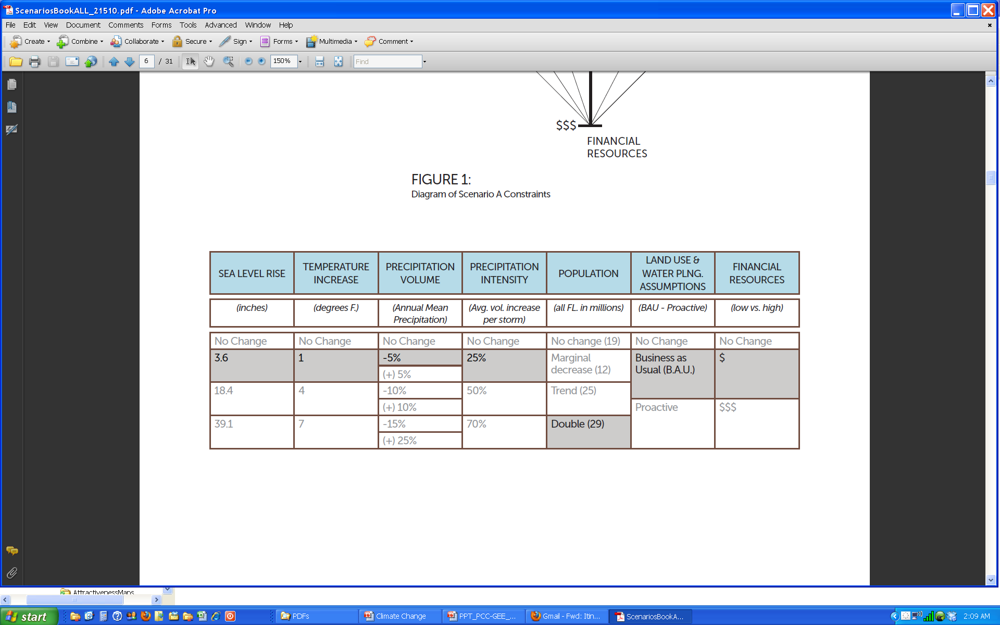 ScenariosBookALL_21510.pdf - Adobe Acrobat Pro
File Edit View Document Comments Forms Tools Advanced Window Help
Create Combine Collaborate Secure Sign Forms Multimedia Comment
6 / 31 150% Find
$$$
FINANCIAL
RESOURCES
FIGURE 1:
Diagram of Scenario A Constraints
SEA LEVEL RISE TEMPERATURE INCREASE PRECIPITATION VOLUME PRECIPITATION INTENSITY POPULATION LAND USE & WATER PLNG. ASSUMPTIONS FINANCIAL RESOURCES
(inches) (degrees F.) (Annual Mean Precipitation) (Avg. vol. increase per storm) (all FL. in millions) (BAU - Proactive) (low vs. high)
No Change No Change No Change No Change No change (19) No Change No Change
3.6 1 -5% 25% Marginal decrease (12) Business as Usual (B.A.U.) $
(+) 5%
18.4 4 -10% 50% Trend (25)
(+) 10% Proactive $$$
39.1 7 -15% 70% Double (29)
(+) 25%
AttractivenessMaps
start PDFs Climate Change PPT_PCC-GEE_... Gmail - Fwd: Itin... ScenariosBookA... 2:09 AM